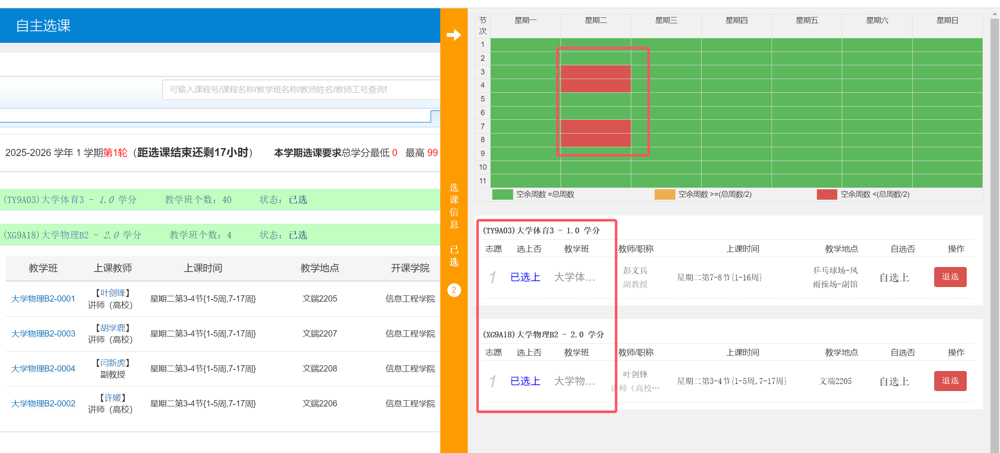 自主选课
可输入课程号/课程名称/教学班名称/教师姓名/教师工号查询!
2025-2026 学年 1 学期第1轮（距选课结束还剩17小时） 本学期选课要求总学分最低 0 最高 99
(TY9A03)大学体育3 - 1.0 学分 教学班个数：40 状态：已选
(XG9A18)大学物理B2 - 2.0 学分 教学班个数：4 状态：已选
教学班 上课教师 上课时间 教学地点 开课学院
大学物理B2-0001 【叶剑锋】 星期二第3-4节{1-5周,7-17周} 文端2205 信息工程学院
讲师（高校）
大学物理B2-0003 【胡学鹿】 星期二第3-4节{1-5周,7-17周} 文端2207 信息工程学院
讲师（高校）
大学物理B2-0004 【闫新虎】 星期二第3-4节{1-5周,7-17周} 文端2208 信息工程学院
副教授
大学物理B2-0002 【许媛】 星期二第3-4节{1-5周,7-17周} 文端2206 信息工程学院
讲师（高校）
选课信息
已选
2
节次 星期一 星期二 星期三 星期四 星期五 星期六 星期日
1
2
3
4
5
6
7
8
9
10
11
空余周数 =总周数 空余周数 >=(总周数/2) 空余周数 <(总周数/2)
(TY9A03)大学体育3 - 1.0 学分
志愿 选上否 教学班 教师/职称 上课时间 教学地点 自选否 操作
1 已选上 大学体... 彭文兵 星期二第7-8节{1-16周} 乒乓球场-风 自选上 退选
副教授 雨操场-副馆
(XG9A18)大学物理B2 - 2.0 学分
志愿 选上否 教学班 教师/职称 上课时间 教学地点 自选否 操作
1 已选上 大学物... 叶剑锋 星期二第3-4节{1-5周,7-17周} 文端2205 自选上 退选
讲师（高校…